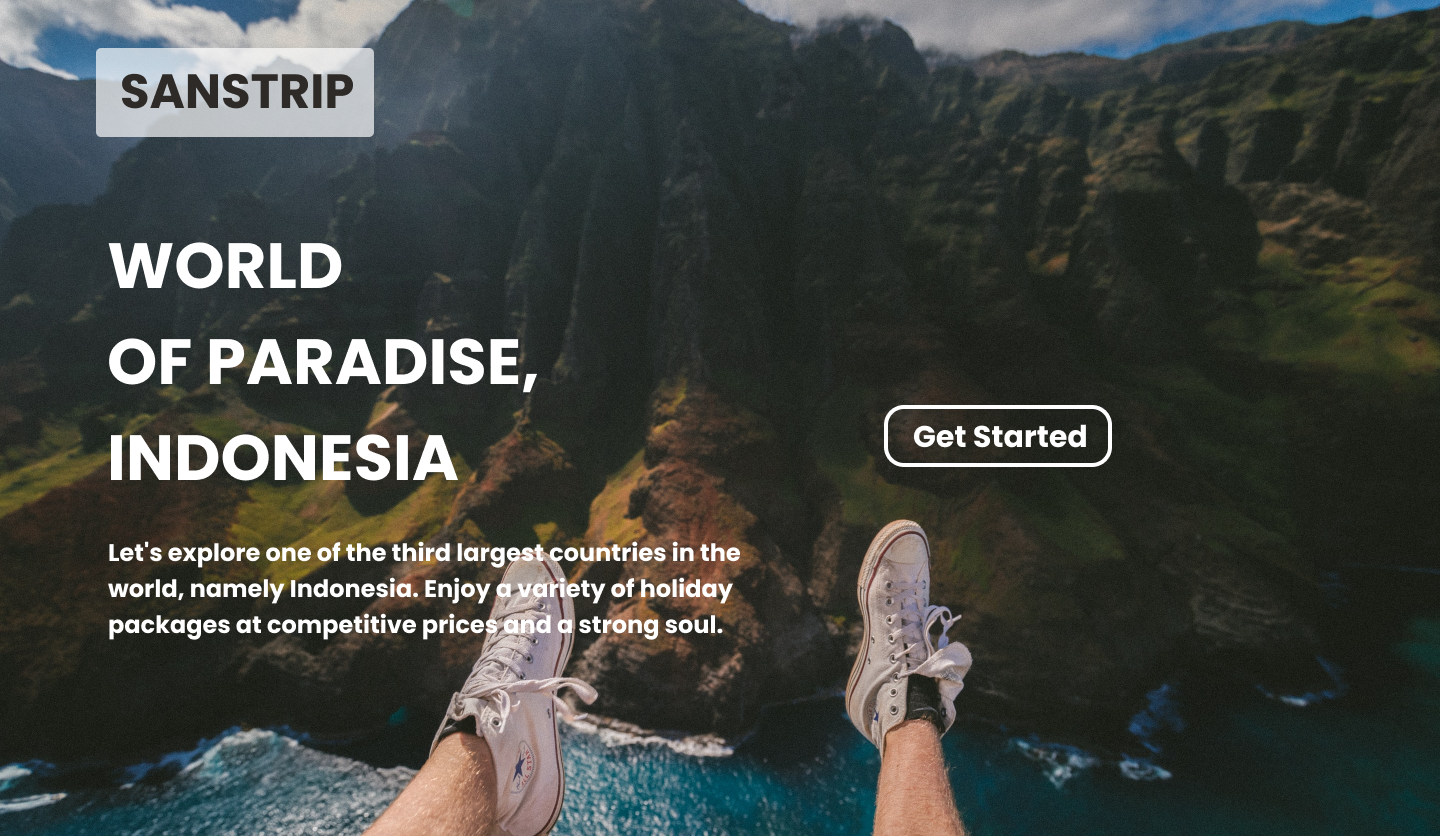 SANSTRIP
WORLD
OF PARADISE,
INDONESIA
Get Started
Let's explore one of the third largest countries in the
world, namely Indonesia. Enjoy a variety of holiday
packages at competitive prices and a strong soul.